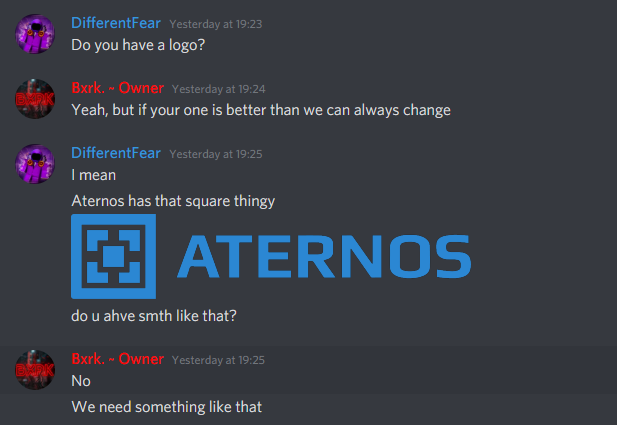 DifferentFear Yesterday at 19:23
Do you have a logo?
BXRK
Bxrk. ~ Owner Yesterday at 19:24
Yeah, but if your one is better than we can always change
DifferentFear Yesterday at 19:25
I mean
Aternos has that square thingy
ATERNOS
do u ahve smth like that?
BXRK
Bxrk. ~ Owner Yesterday at 19:25
No
We need something like that